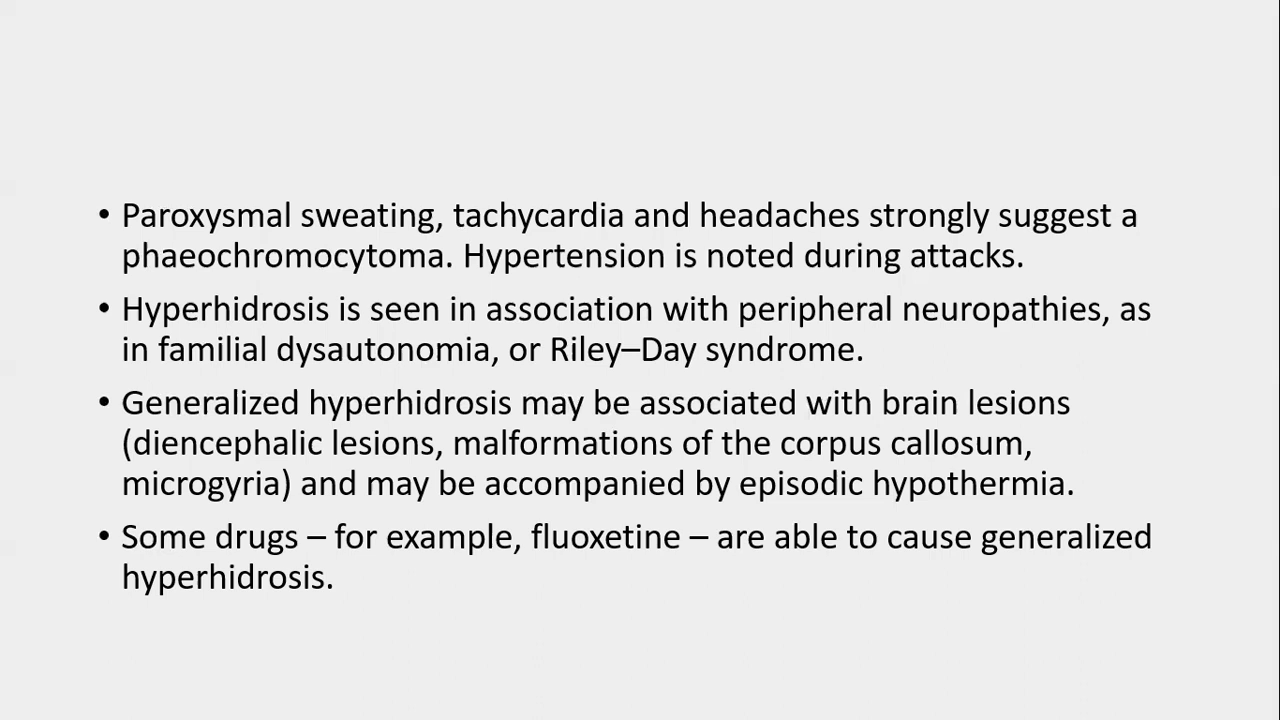 • Paroxysmal sweating, tachycardia and headaches strongly suggest a
phaeochromocytoma. Hypertension is noted during attacks.
• Hyperhidrosis is seen in association with peripheral neuropathies, as
in familial dysautonomia, or Riley–Day syndrome.
• Generalized hyperhidrosis may be associated with brain lesions
(diencephalic lesions, malformations of the corpus callosum,
microgyria) and may be accompanied by episodic hypothermia.
• Some drugs – for example, fluoxetine – are able to cause generalized
hyperhidrosis.